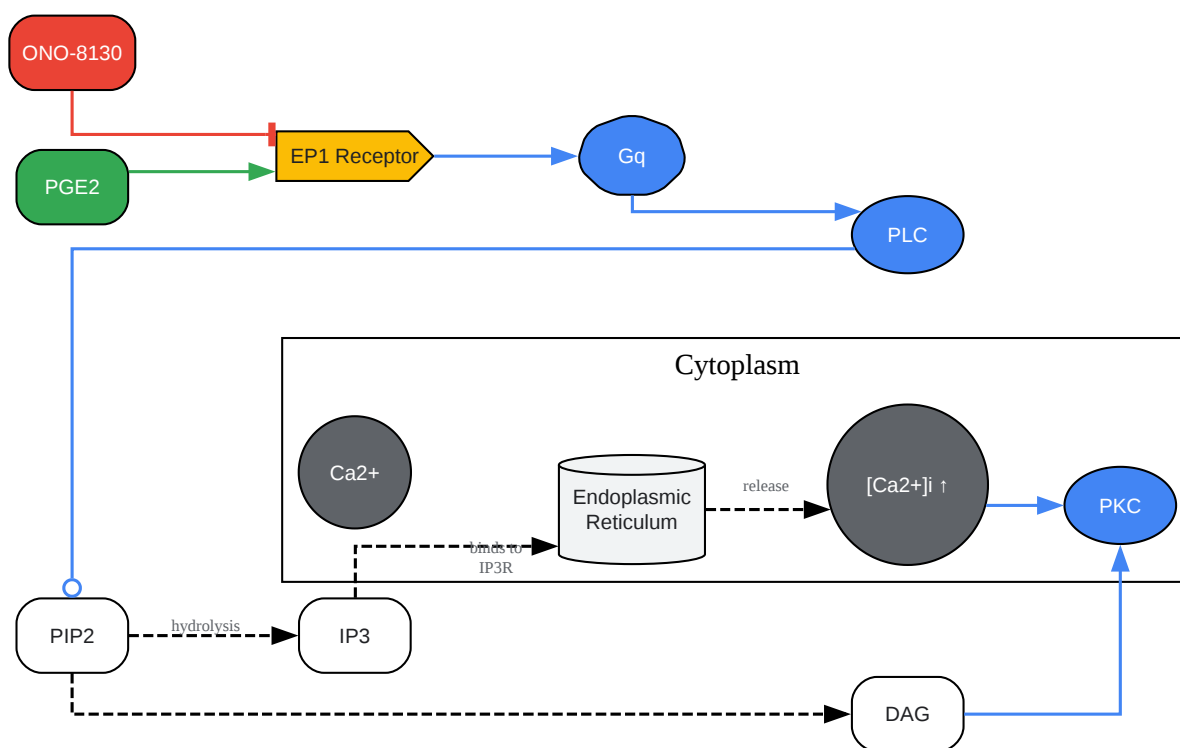 ONO-8130
EP1 Receptor
Gq
PGE2
PLC
Cytoplasm
Ca2+
Endoplasmic
Reticulum
release
[Ca2+]i ↑
PKC
binds to
IP3R
PIP2
hydrolysis
IP3
DAG